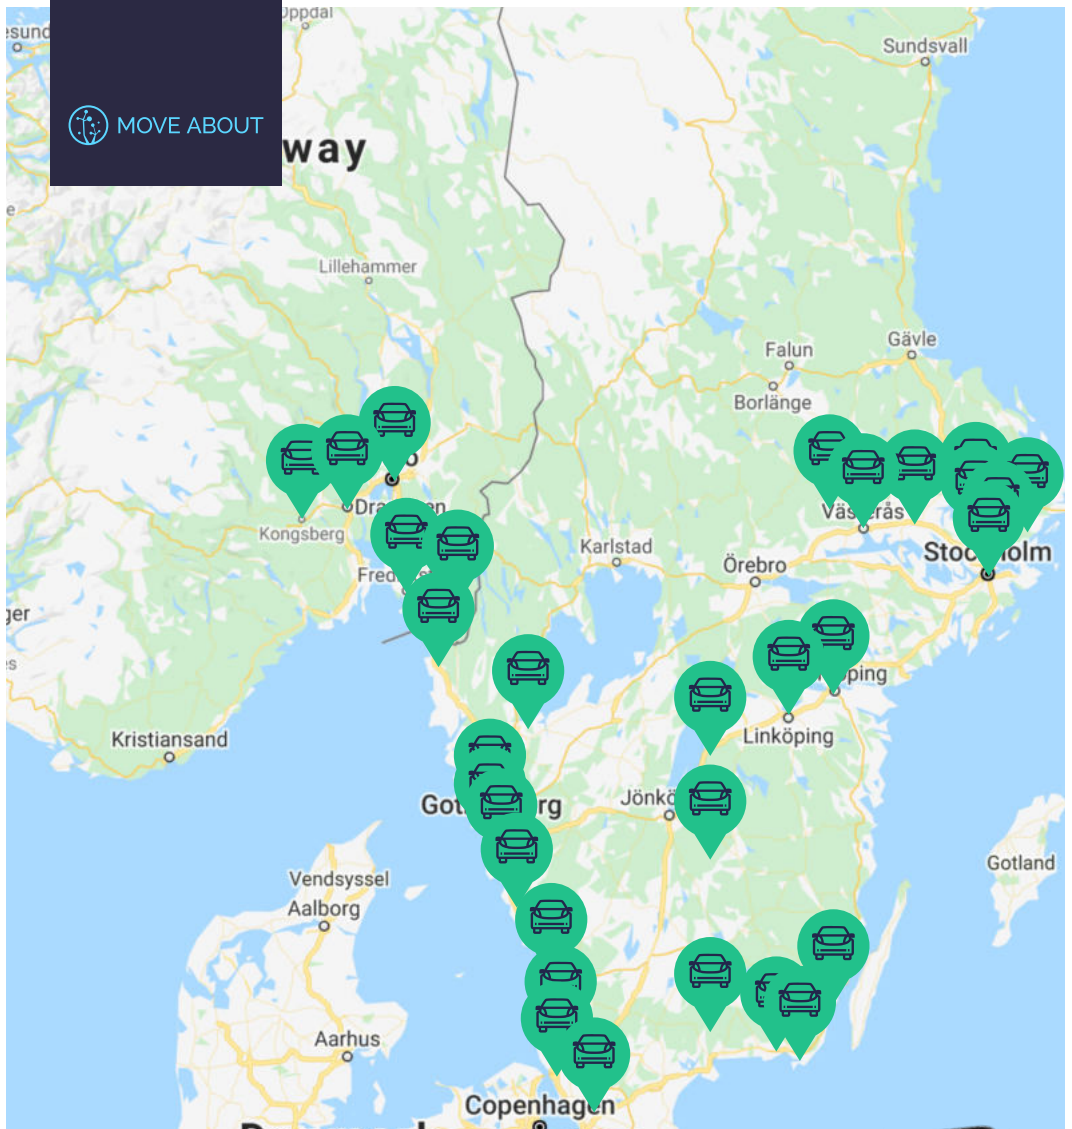 Oppdal
Sundsvall
MOVE ABOUT
way
Lillehammer
Gävle
Falun
Borlänge
Kongsberg
Karlstad
Örebro
Stockholm
Linköping
Kristiansand
Gotland
Vendsyssel
Aalborg
Aarhus
Copenhagen